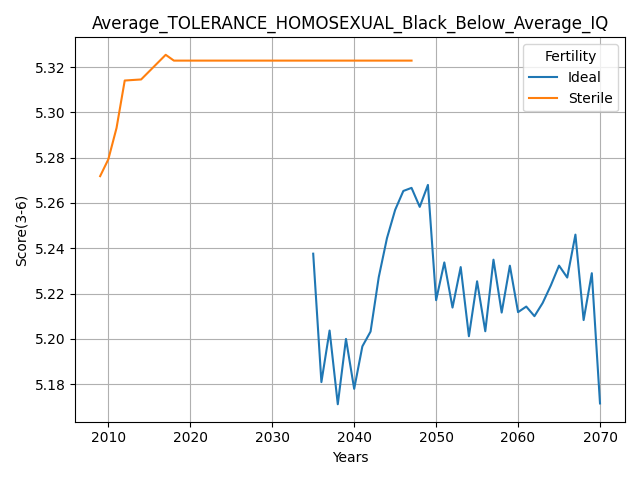 Average_TOLERANCE_HOMOSEXUAL_Black_Below_Average_IQ
Fertility
Ideal
Sterile
Score(3-6)
5.32
5.30
5.28
5.26
5.24
5.22
5.20
5.18
2010
2020
2030
2040
2050
2060
2070
Years